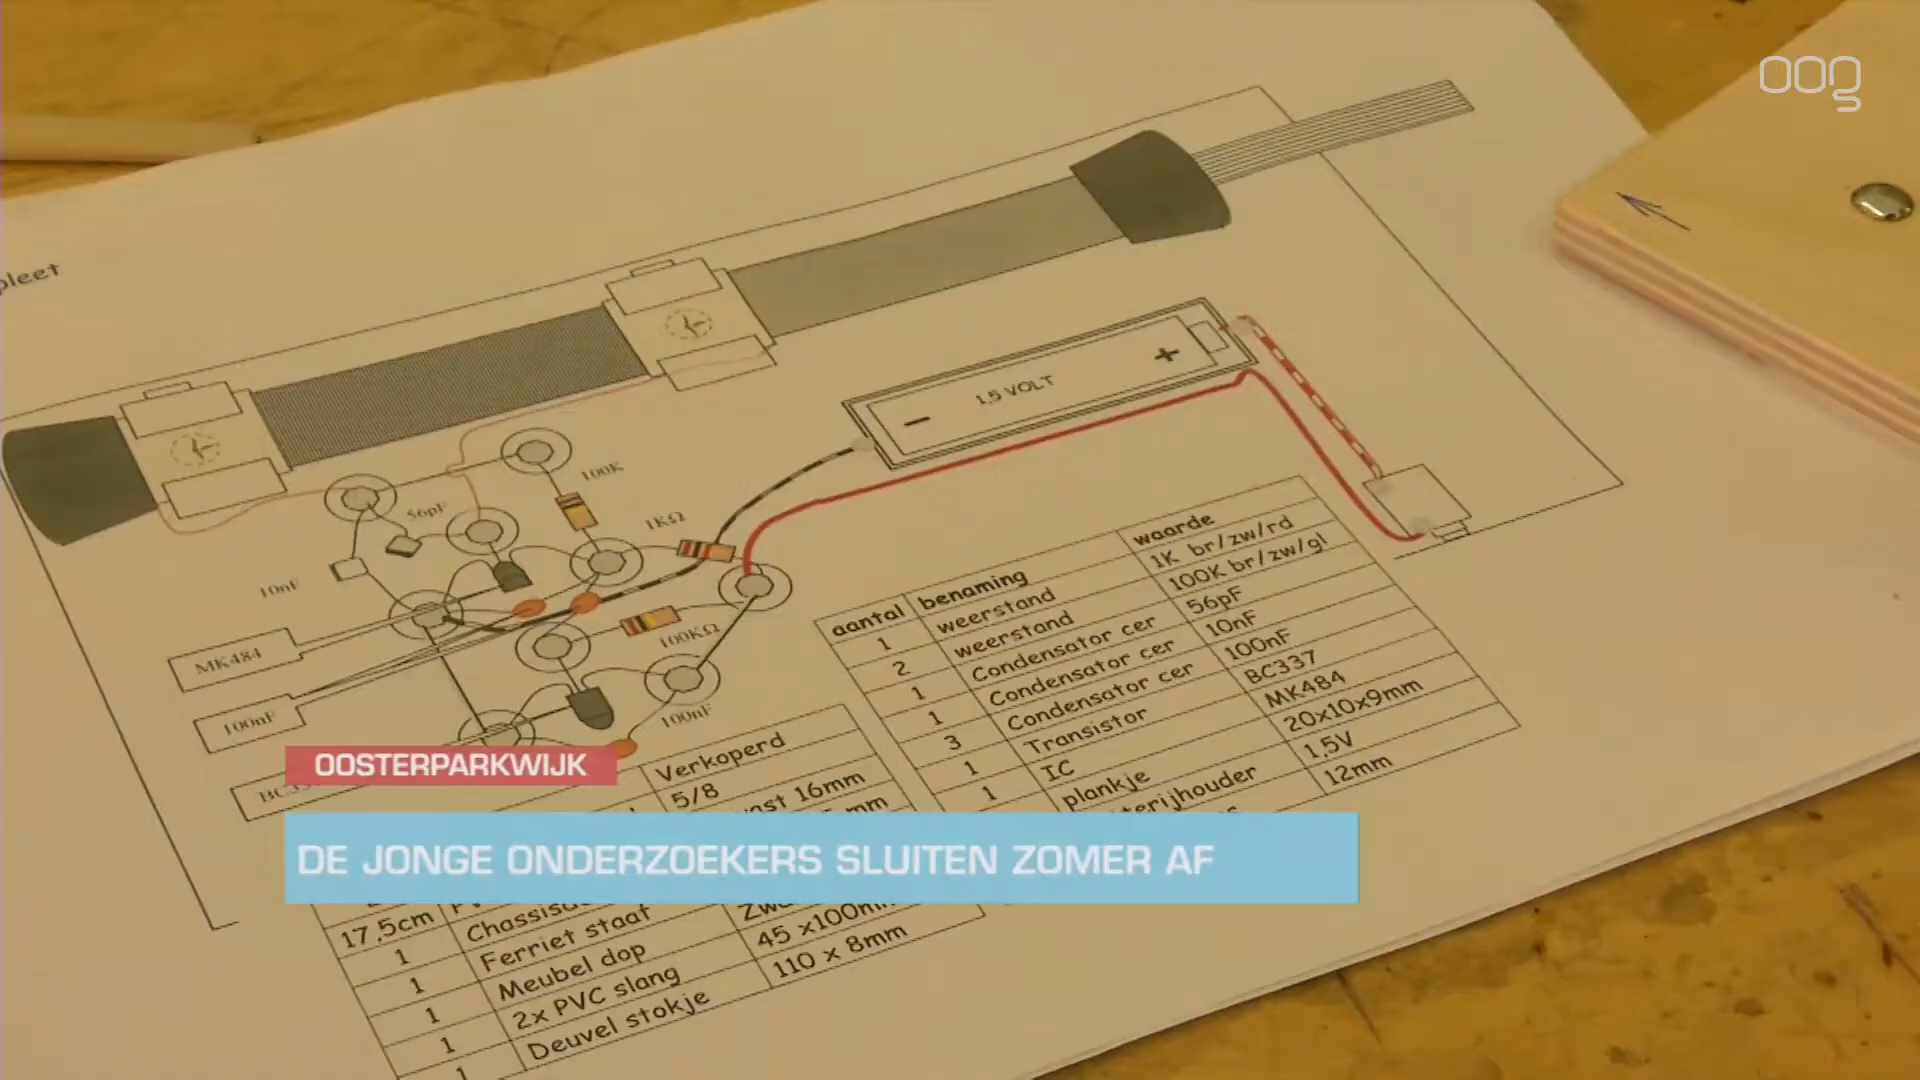 oog
pleet
+
1,5 VOLT
−
100K
56pF
1KΩ
10nF
100KΩ
MK484
100nF
100nF
aantal benaming waarde
1 weerstand 1K br/zw/rd
2 weerstand 100K br/zw/gl
1 Condensator cer 56pF
1 Condensator cer 10nF
3 Condensator cer 100nF
1 Transistor BC337
1 IC MK484
plankje 20x10x9mm
terijhouder 1,5V
12mm
Verkoperd
5/8
16mm
mm
OOSTERPARKWIJK
DE JONGE ONDERZOEKERS SLUITEN ZOMER AF
17,5cm
1 Ferriet staaf 45 x100mm
1 Meubel dop 110 x 8mm
1 2x PVC slang
1 Deuvel stokje
1